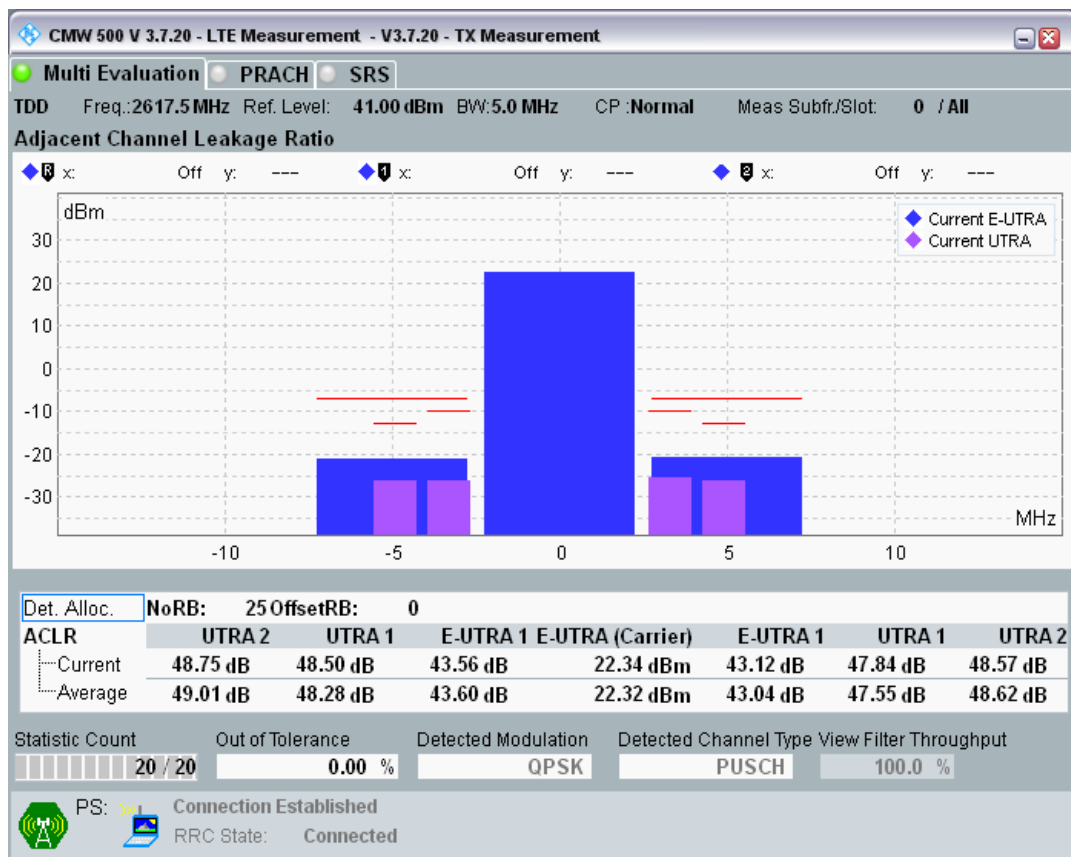 CMW 500 V 3.7.20 - LTE Measurement - V3.7.20 - TX Measurement
Multi Evaluation PRACH SRS
TDD Freq.:2617.5 MHz Ref. Level: 41.00 dBm BW:5.0 MHz CP :Normal Meas Subfr./Slot: 0 / All
Adjacent Channel Leakage Ratio
R x: Off y: --- 1 x: Off y: --- 2 x: Off y: ---
dBm
Current E-UTRA
Current UTRA
30
20
10
0
-10
-20
-30
MHz
-10 -5 0 5 10
Det. Alloc. NoRB: 25 OffsetRB: 0
ACLR UTRA 2 UTRA 1 E-UTRA 1 E-UTRA (Carrier) E-UTRA 1 UTRA 1 UTRA 2
Current 48.75 dB 48.50 dB 43.56 dB 22.34 dBm 43.12 dB 47.84 dB 48.57 dB
Average 49.01 dB 48.28 dB 43.60 dB 22.32 dBm 43.04 dB 47.55 dB 48.62 dB
Statistic Count Out of Tolerance Detected Modulation Detected Channel Type View Filter Throughput
20 / 20 0.00 % QPSK PUSCH 100.0 %
PS: Connection Established
RRC State: Connected